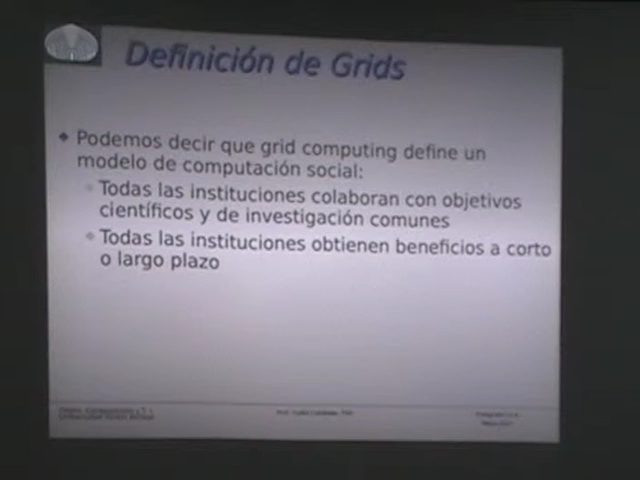 Definición de Grids
Podemos decir que grid computing define un
modelo de computación social:
Todas las instituciones colaboran con objetivos
científicos y de investigación comunes
Todas las instituciones obtienen beneficios a corto
o largo plazo